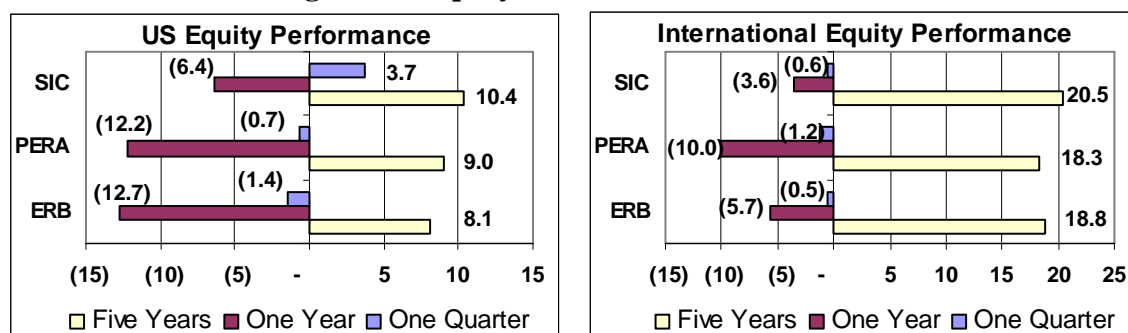 US Equity Performance
SIC
(6.4)
3.7
10.4
PERA
(12.2)
(0.7)
9.0
ERB
(12.7)
(1.4)
8.1
(15) (10) (5) - 5 10 15
Five Years One Year One Quarter
International Equity Performance
SIC
(0.6)
(3.6)
20.5
PERA
(1.2)
(10.0)
18.3
ERB
(0.5)
(5.7)
18.8
(15) (10) (5) - 5 10 15 20 25
Five Years One Year One Quarter